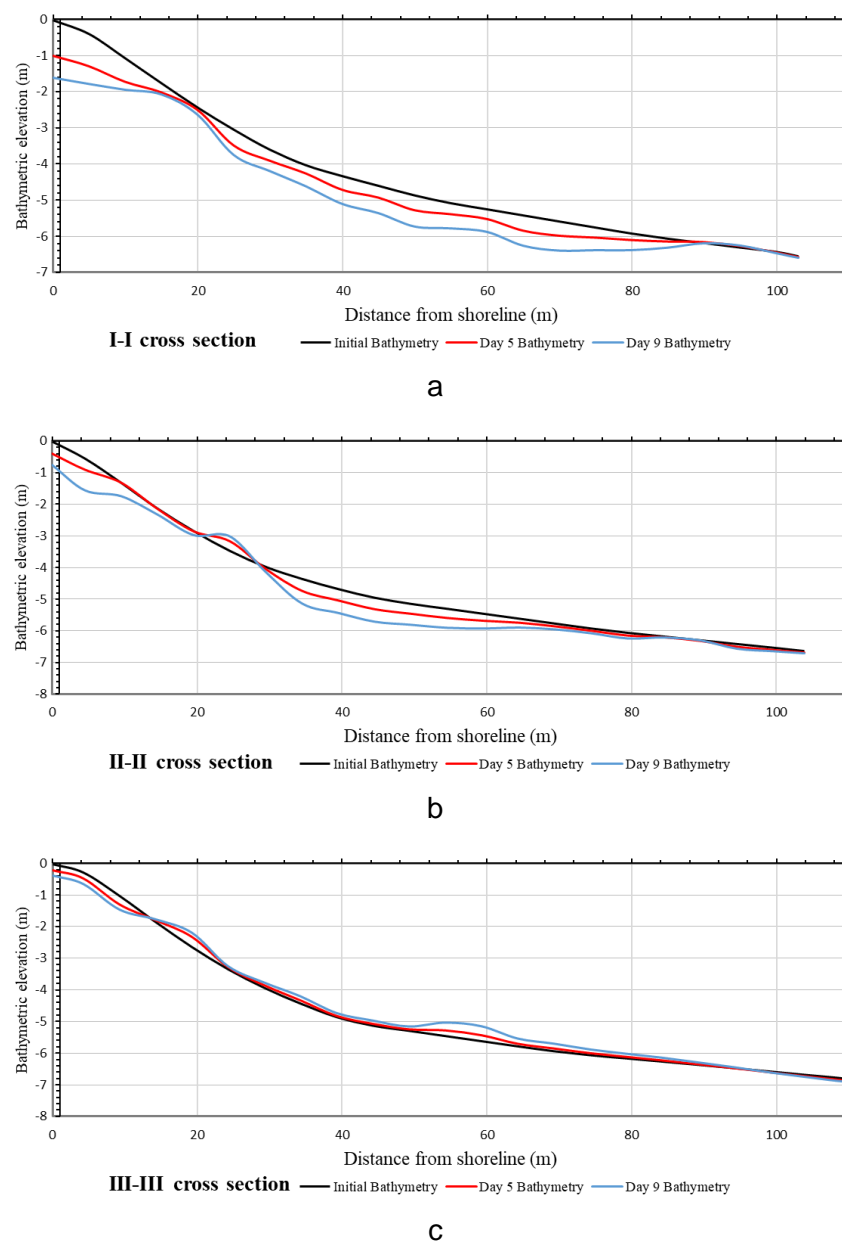 0
-1
-2
-3
-4
-5
-6
-7
Bathymetric elevation (m)
0 20 40 60 80 100
Distance from shoreline (m)
I-I cross section Initial Bathymetry Day 5 Bathymetry Day 9 Bathymetry
a
0
-1
-2
-3
-4
-5
-6
-7
-8
Bathymetric elevation (m)
0 20 40 60 80 100
Distance from shoreline (m)
II-II cross section Initial Bathymetry Day 5 Bathymetry Day 9 Bathymetry
b
0
-1
-2
-3
-4
-5
-6
-7
-8
Bathymetric elevation (m)
0 20 40 60 80 100
Distance from shoreline (m)
III-III cross section Initial Bathymetry Day 5 Bathymetry Day 9 Bathymetry
c